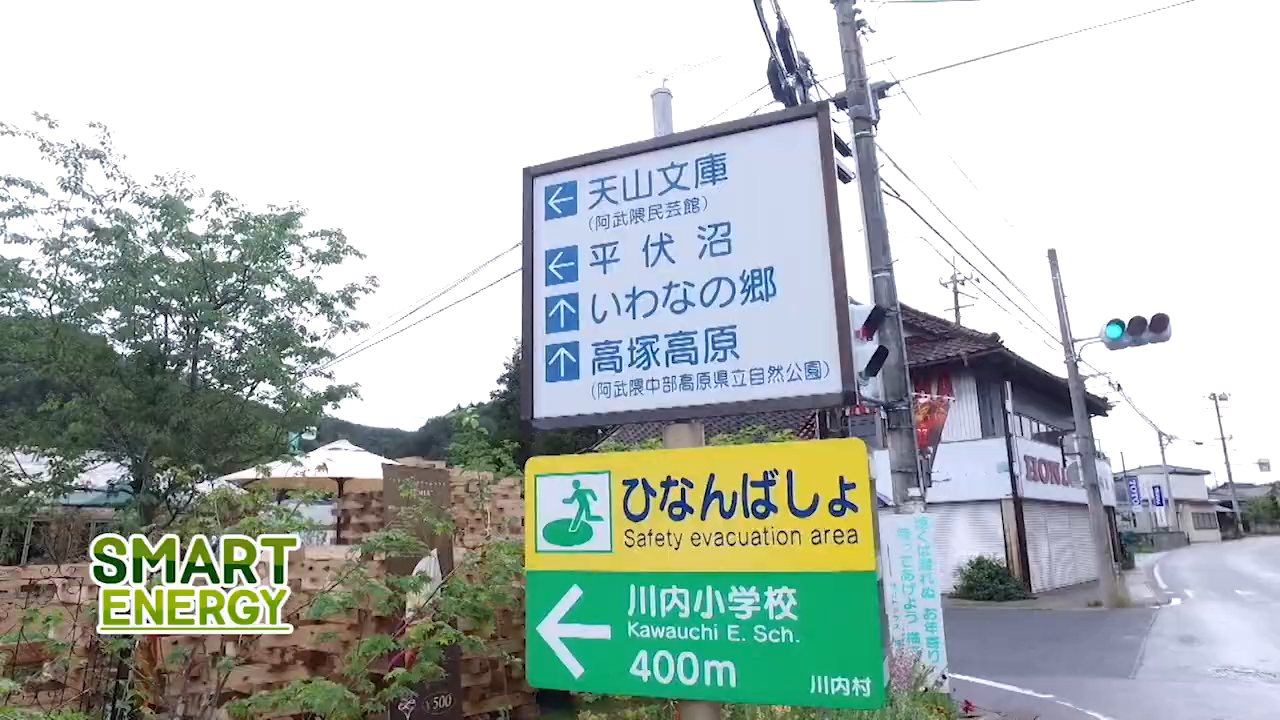 天山文庫
(阿武隈民芸館)
平伏沼
いわなの郷
高塚高原
(阿武隈中部高原県立自然公園)
ひなんばしょ
Safety evacuation area
川内小学校
Kawauchi E. Sch.
400m
川内村
SMART
ENERGY
HONDA
¥500